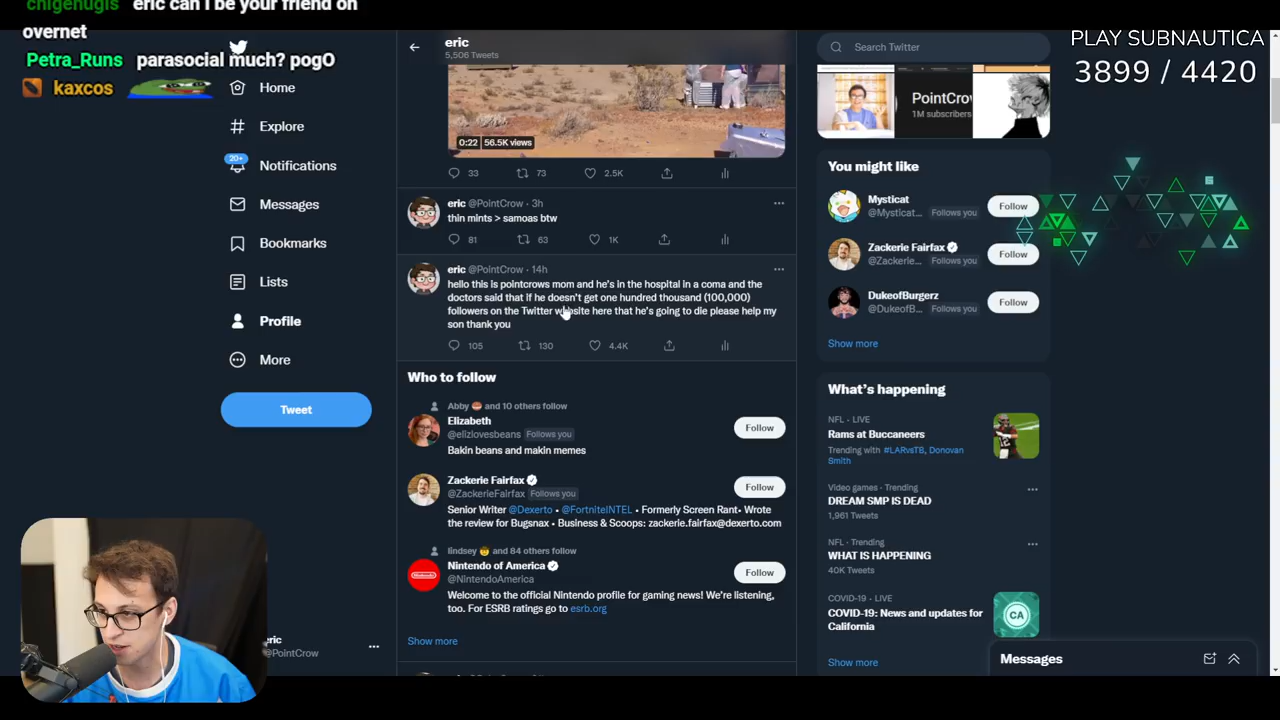 chigenugis eric can i be your friend on
overnet
Petra_Runs parasocial much? pogO
kaxcos
Home
Explore
20+
Notifications
Messages
Bookmarks
Lists
Profile
More
Tweet
eric
@PointCrow
eric
5,506 Tweets
0:22 56.5K views
33 73 2.5K
eric @PointCrow · 3h
thin mints > samoas btw
81 63 1K
eric @PointCrow · 14h
hello this is pointcrows mom and he's in the hospital in a coma and the
doctors said that if he doesn't get one hundred thousand (100,000)
followers on the Twitter website here that he's going to die please help my
son thank you
105 130 4.4K
Who to follow
Abby and 10 others follow
Elizabeth
@elizlovesbeans Follows you
Bakin beans and makin memes
Follow
Zackerie Fairfax
@ZackerieFairfax Follows you
Senior Writer @Dexerto • @FortniteINTEL • Formerly Screen Rant• Wrote
the review for Bugsnax • Business & Scoops: zackerie.fairfax@dexerto.com
Follow
lindsey and 84 others follow
Nintendo of America
@NintendoAmerica
Welcome to the official Nintendo profile for gaming news! We're listening,
too. For ESRB ratings go to esrb.org
Follow
Show more
Search Twitter
PLAY SUBNAUTICA
3899 / 4420
PointCrow
1M subscribers
You might like
Mysticat
@Mysticat... Follows you
Follow
Zackerie Fairfax
@Zackerie... Follows you
Follow
DukeofBurgerz
@DukeofB... Follows you
Follow
Show more
What's happening
NFL · LIVE
Rams at Buccaneers
Trending with #LARvsTB, Donovan
Smith
Video games · Trending
DREAM SMP IS DEAD
1,961 Tweets
NFL · Trending
WHAT IS HAPPENING
40K Tweets
COVID-19 · LIVE
COVID-19: News and updates for
California
CA
Show more
Messages